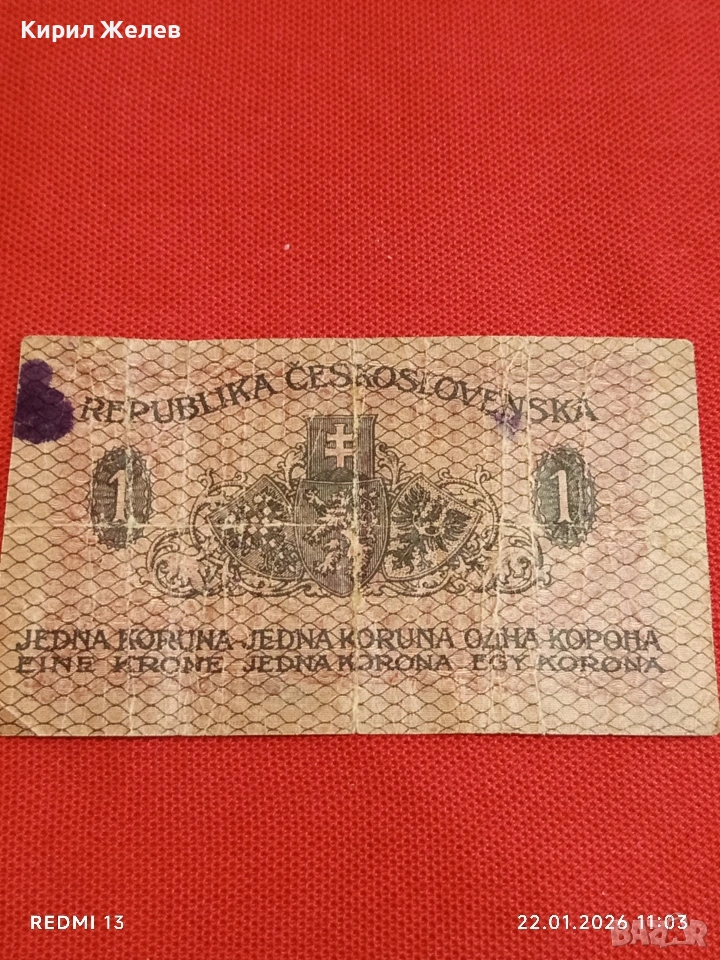 Кирил Желев
REPUBLIKA ČESKOSLOVENSKÁ
1 1
JEDNA KORUNA-JEDNA KORUNA ОДНА КОРОНА
EINE KRONE JEDNA KORONA EGY KORONA
REDMI 13
22.01.2026 11:03
BAZAR